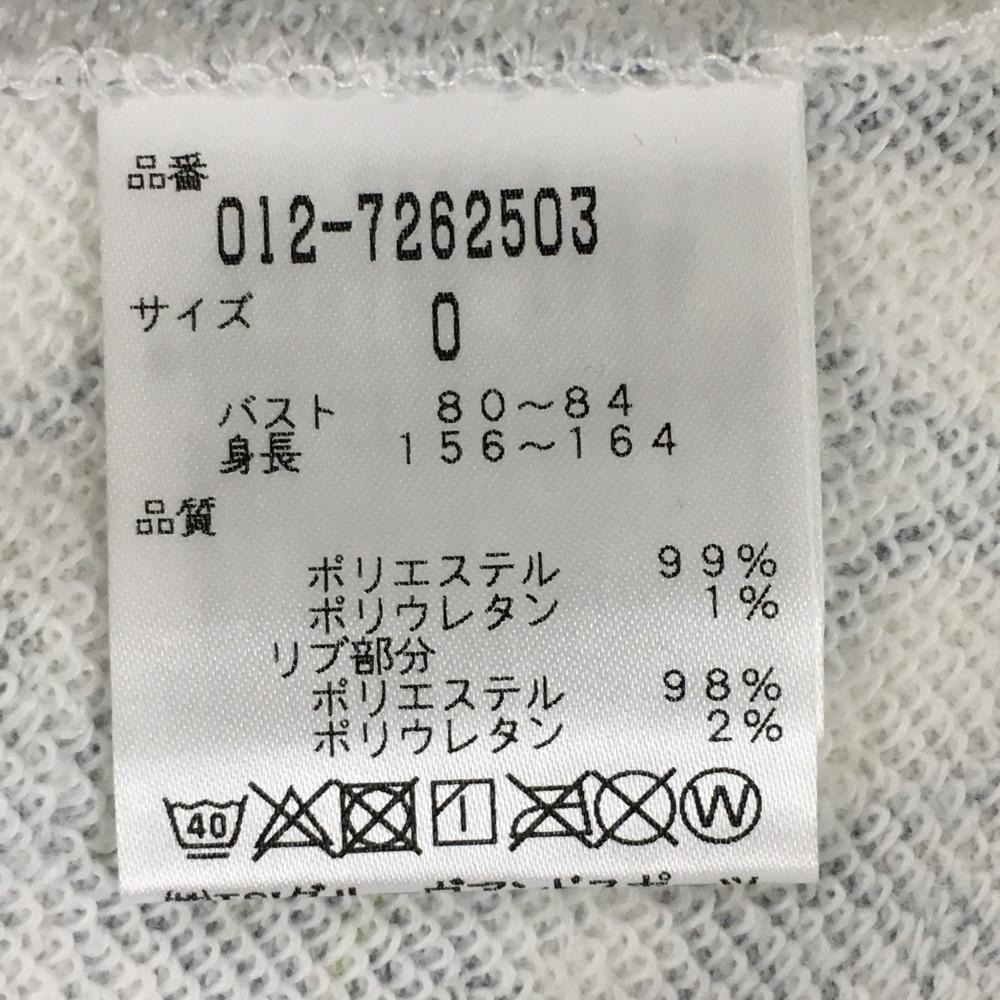 品番
012-7262503
サイズ 0
バスト 80~84
身長 156~164
品質
ポリエステル 99%
ポリウレタン 1%
リブ部分
ポリエステル 98%
ポリウレタン 2%
40 W